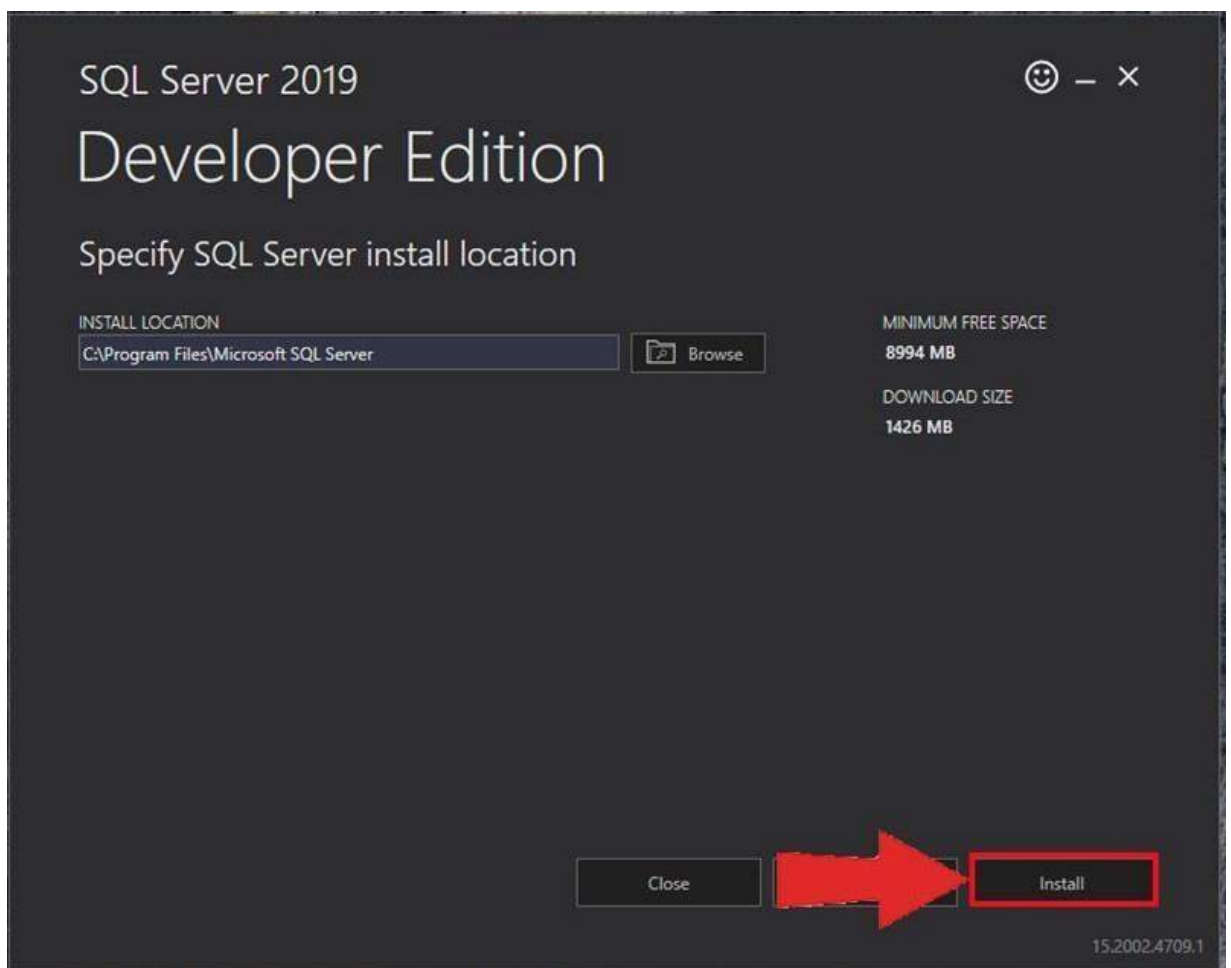 SQL Server 2019
Developer Edition
Specify SQL Server install location
INSTALL LOCATION
C:\Program Files\Microsoft SQL Server
Browse
MINIMUM FREE SPACE
8994 MB
DOWNLOAD SIZE
1426 MB
Close
Install
15.2002.4709.1